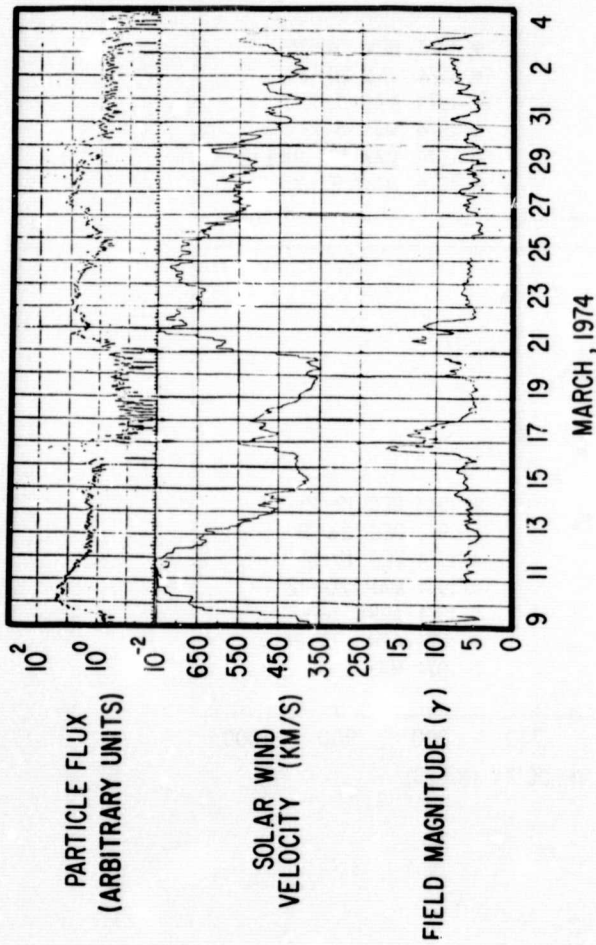 PARTICLE FLUX
(ARBITRARY UNITS)
10²
10⁰
10⁻²
SOLAR WIND
VELOCITY (KM/S)
650
550
450
350
250
FIELD MAGNITUDE (γ)
15
10
5
0
9 11 13 15 17 19 21 23 25 27 29 31 2 4
MARCH, 1974